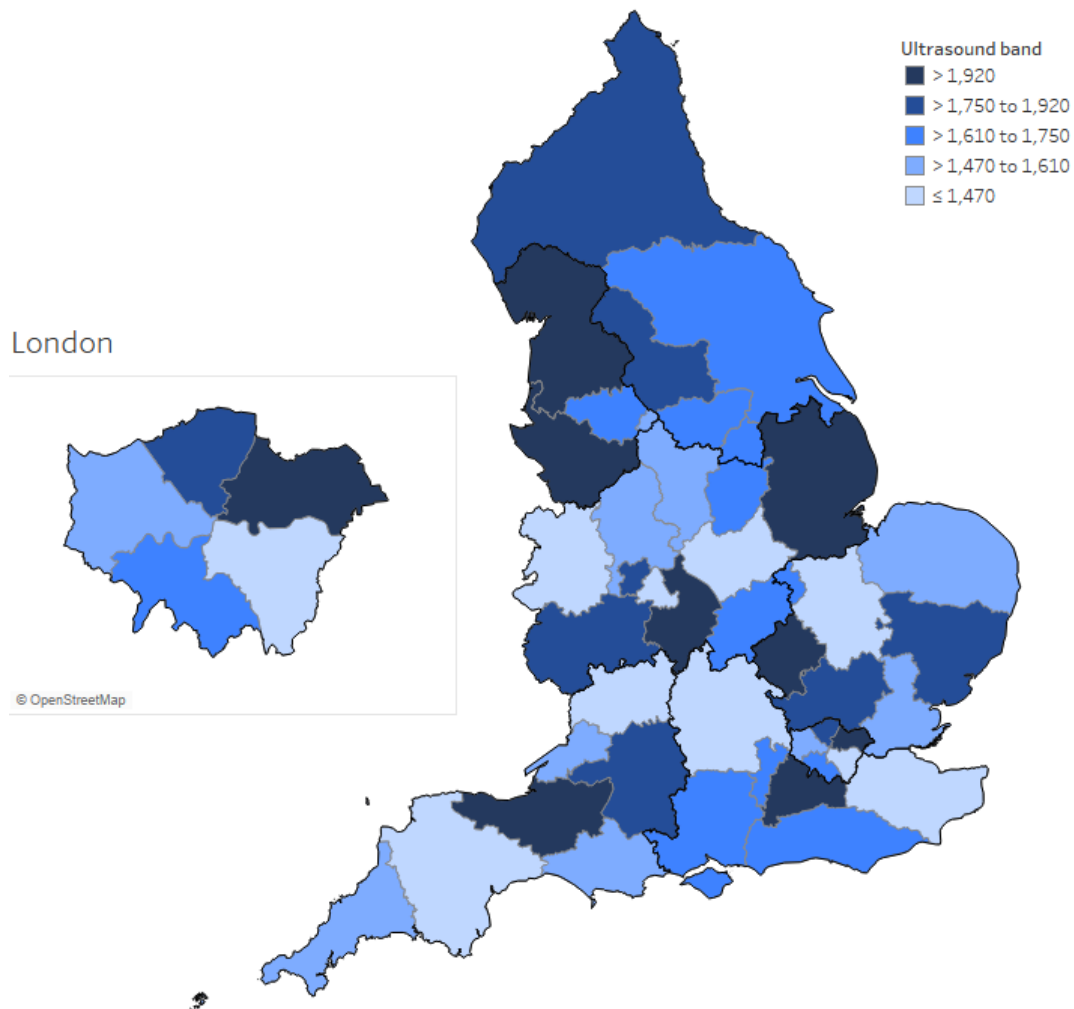 Ultrasound band
> 1,920
> 1,750 to 1,920
> 1,610 to 1,750
> 1,470 to 1,610
≤ 1,470
London
© OpenStreetMap